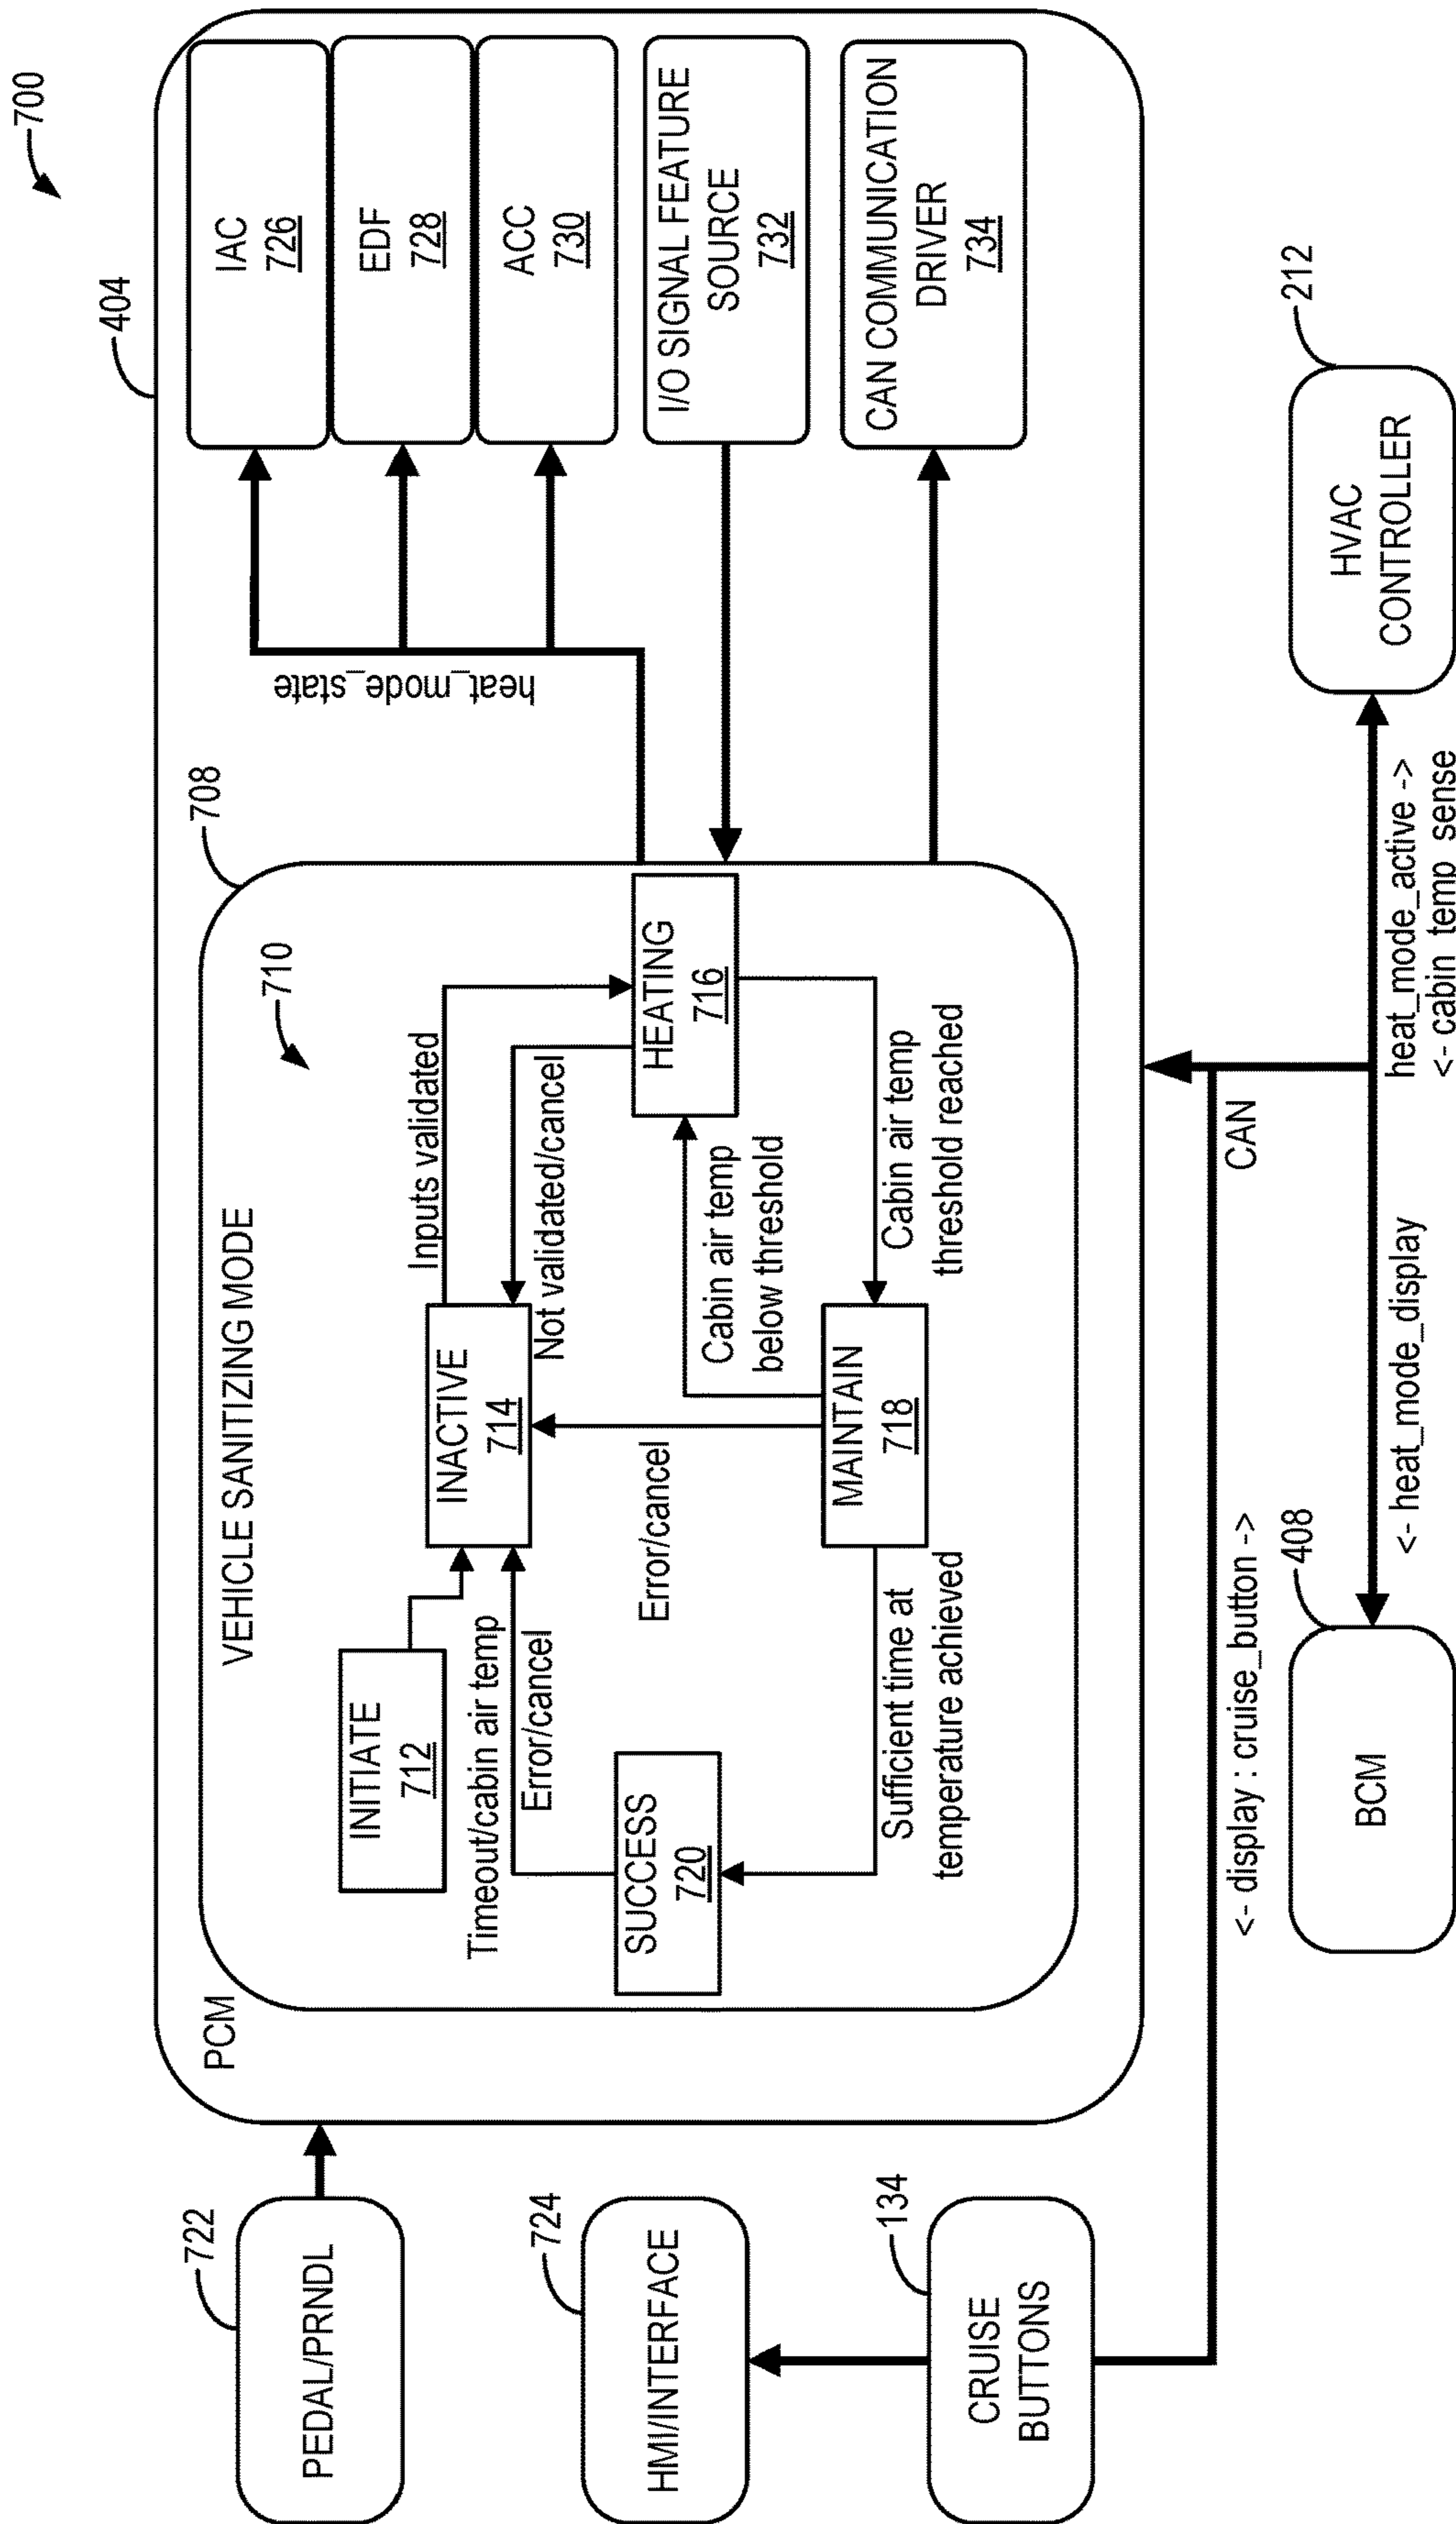 700
404
PCM
708
VEHICLE SANITIZING MODE
710
INITIATE
712
INACTIVE
714
Inputs validated
Not validated/cancel
Timeout/cabin air temp
Error/cancel
HEATING
716
SUCCESS
720
Error/cancel
Cabin air temp
below threshold
MAINTAIN
718
Sufficient time at
temperature achieved
Cabin air temp
threshold reached
heat_mode_state
IAC
726
EDF
728
ACC
730
I/O SIGNAL FEATURE
SOURCE
732
CAN COMMUNICATION
DRIVER
734
722
PEDAL/PRNDL
724
HMI/INTERFACE
134
CRUISE
BUTTONS
<- display : cruise_button ->
CAN
408
BCM
<- heat_mode_display
heat_mode_active ->
<- cabin_temp_sense
212
HVAC
CONTROLLER